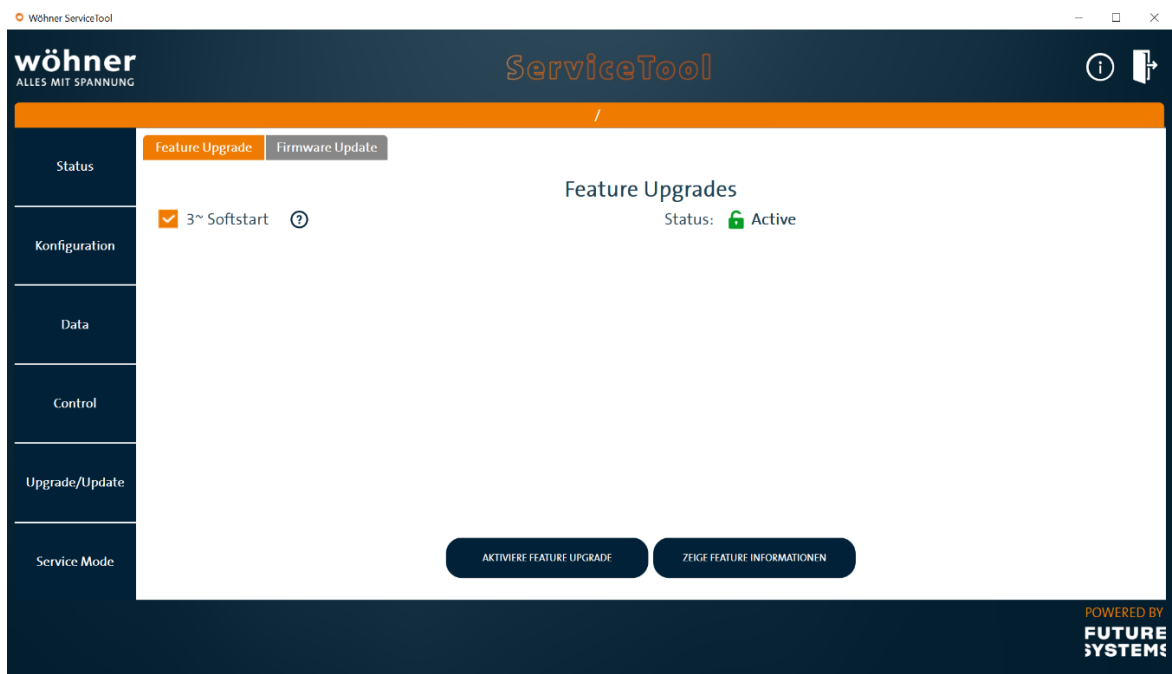 Wöhner ServiceTool
wöhner
ALLES MIT SPANNUNG
ServiceTool
/
Status
Konfiguration
Data
Control
Upgrade/Update
Service Mode
Feature Upgrade Firmware Update
Feature Upgrades
3~ Softstart Status: Active
AKTIVIERE FEATURE UPGRADE ZEIGE FEATURE INFORMATIONEN
POWERED BY
FUTURE
SYSTEMS